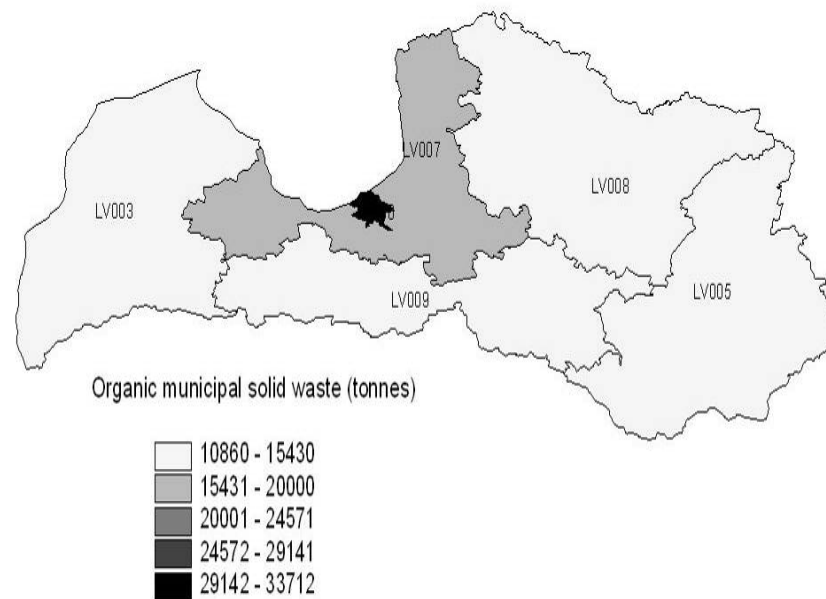 LV007
LV008
LV003
LV005
LV009
Organic municipal solid waste (tonnes)
10860 - 15430
15431 - 20000
20001 - 24571
24572 - 29141
29142 - 33712